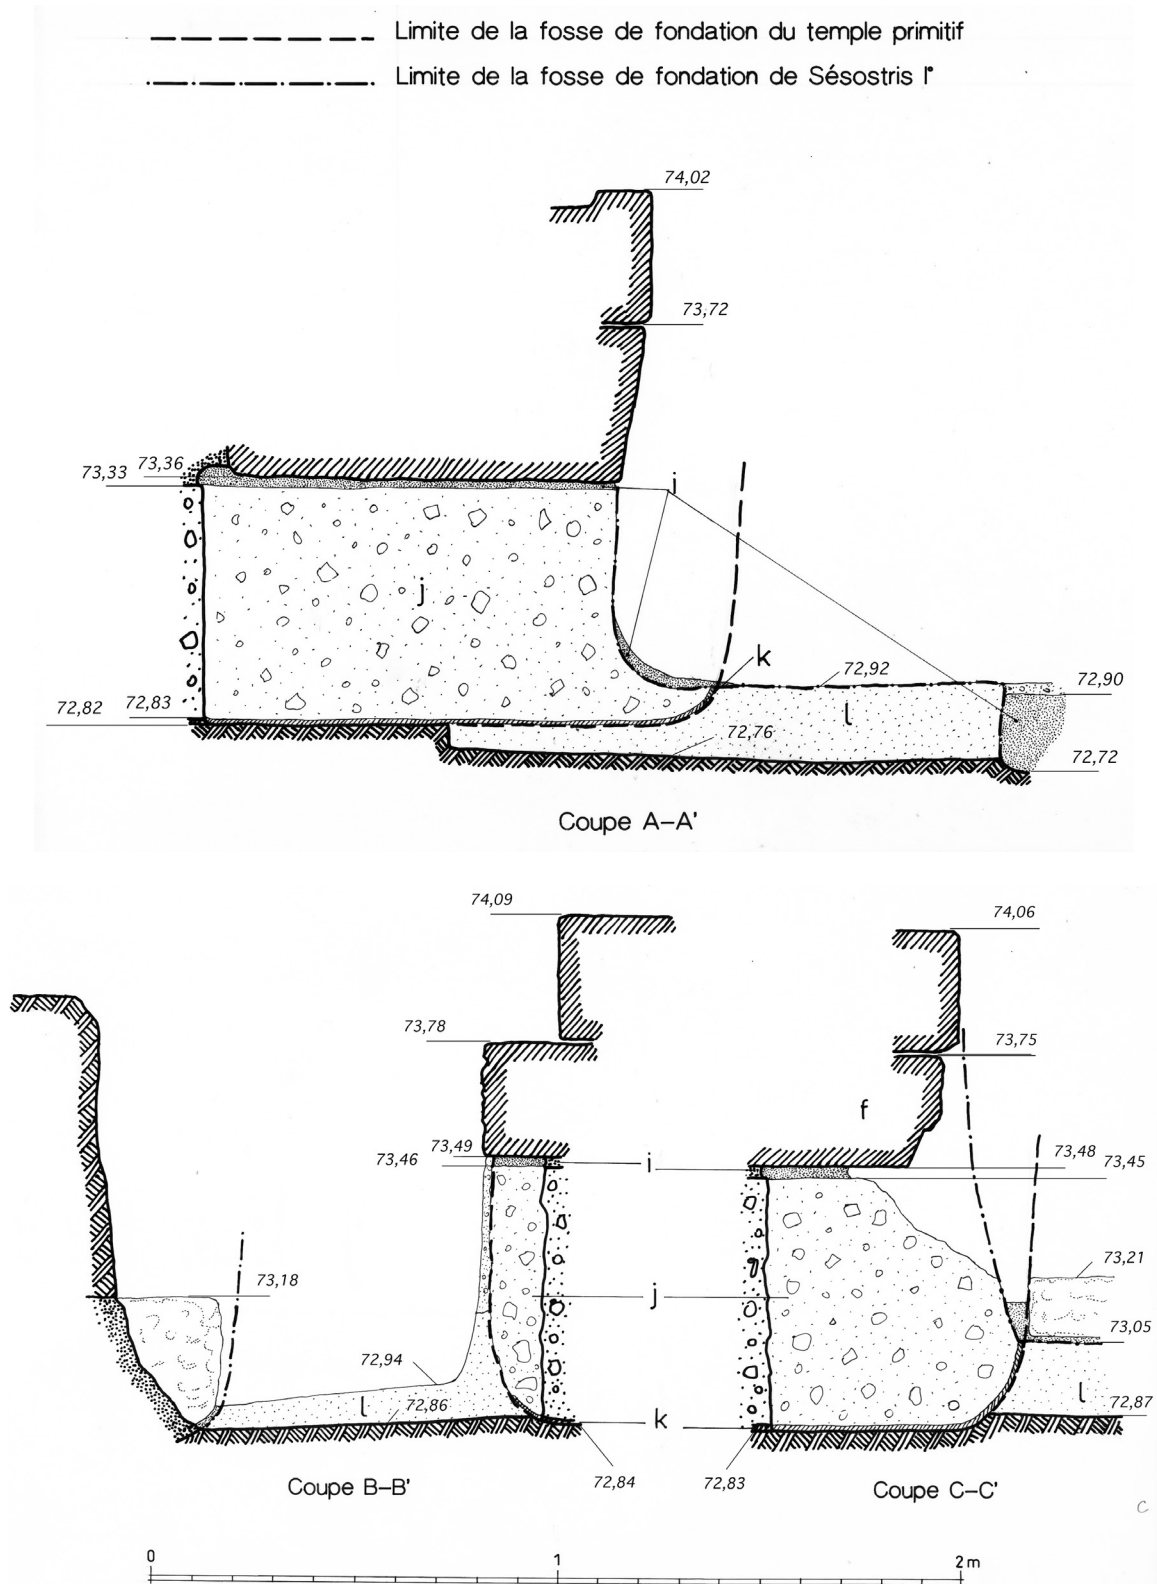 Limite de la fosse de fondation du temple primitif
Limite de la fosse de fondation de Sésostris I°
74,02
73,72
73,33
73,36
i
j
k
72,92
72,90
72,82
72,83
l
72,76
72,72
Coupe A-A'
74,09
74,06
73,78
73,75
f
73,49
73,46
i
73,48
73,45
73,18
j
73,21
73,05
72,94
l
72,86
l
72,87
k
72,84
72,83
Coupe B-B'
Coupe C-C'
C
0
1
2 m